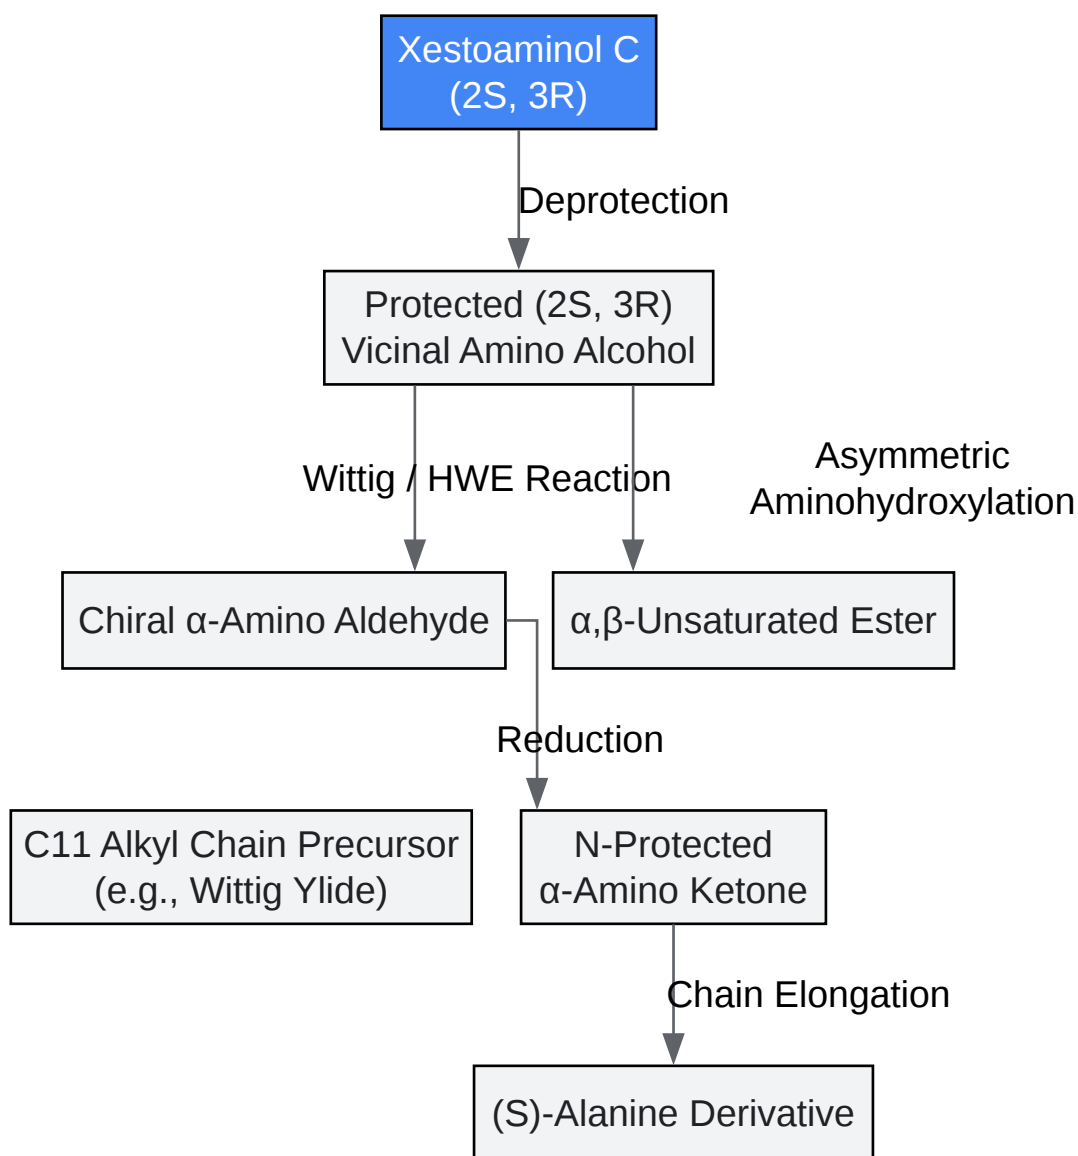 Xestoaminol C
(2S, 3R)
Deprotection
Protected (2S, 3R)
Vicinal Amino Alcohol
Wittig / HWE Reaction
Asymmetric
Aminohydroxylation
Chiral α-Amino Aldehyde
α,β-Unsaturated Ester
Reduction
C11 Alkyl Chain Precursor
(e.g., Wittig Ylide)
N-Protected
α-Amino Ketone
Chain Elongation
(S)-Alanine Derivative